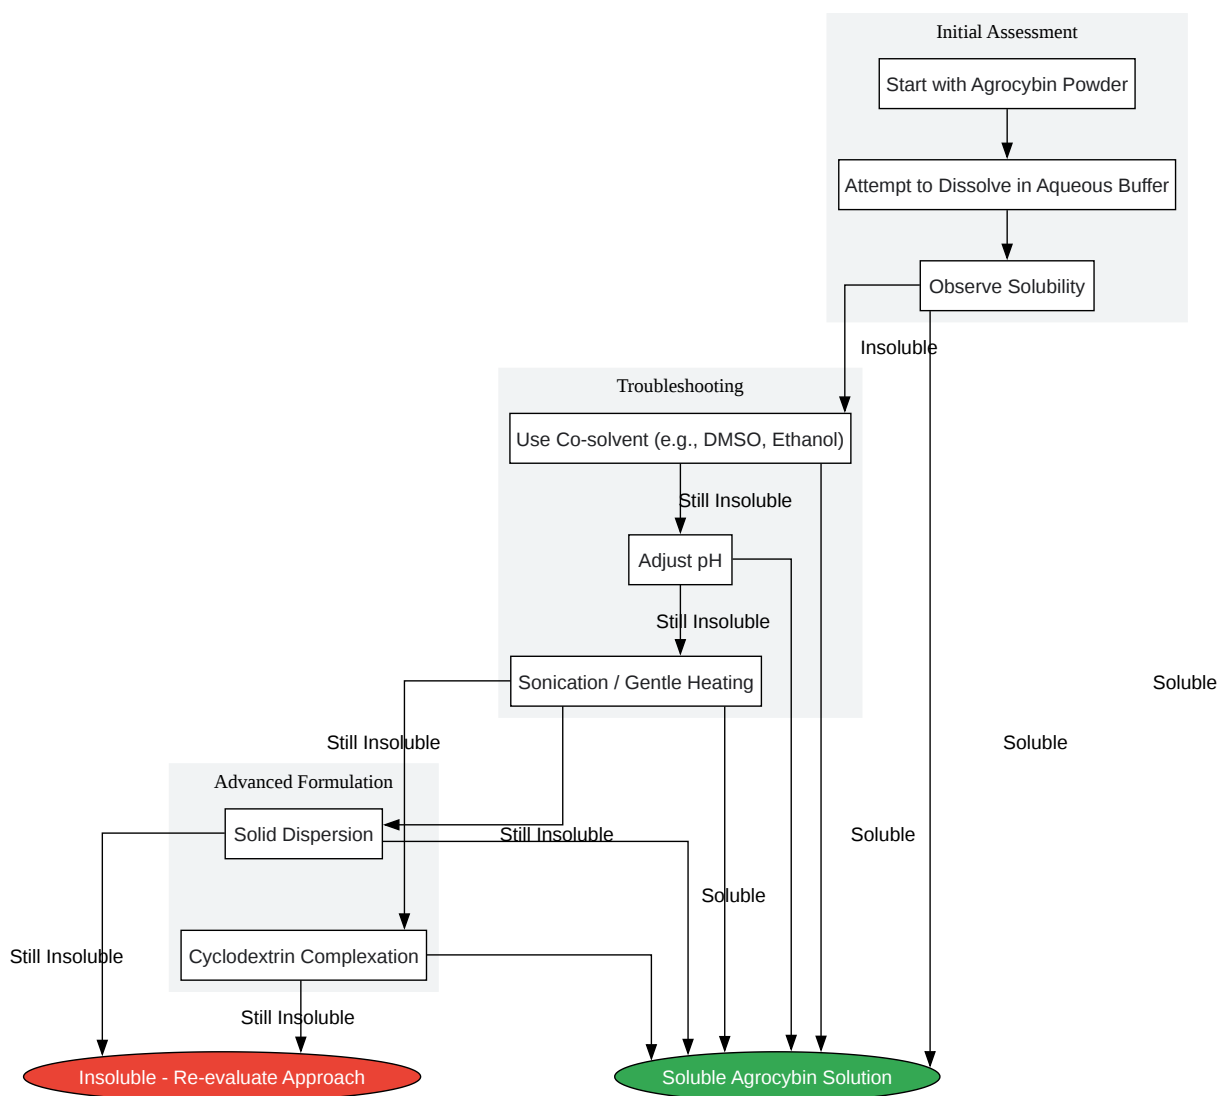 Initial Assessment
Start with Agrocybin Powder
Attempt to Dissolve in Aqueous Buffer
Observe Solubility
Insoluble
Troubleshooting
Use Co-solvent (e.g., DMSO, Ethanol)
Still Insoluble
Adjust pH
Still Insoluble
Sonication / Gentle Heating
Soluble
Still Insoluble
Soluble
Advanced Formulation
Solid Dispersion
Still Insoluble
Soluble
Soluble
Cyclodextrin Complexation
Still Insoluble
Still Insoluble
Insoluble - Re-evaluate Approach
Soluble Agrocybin Solution